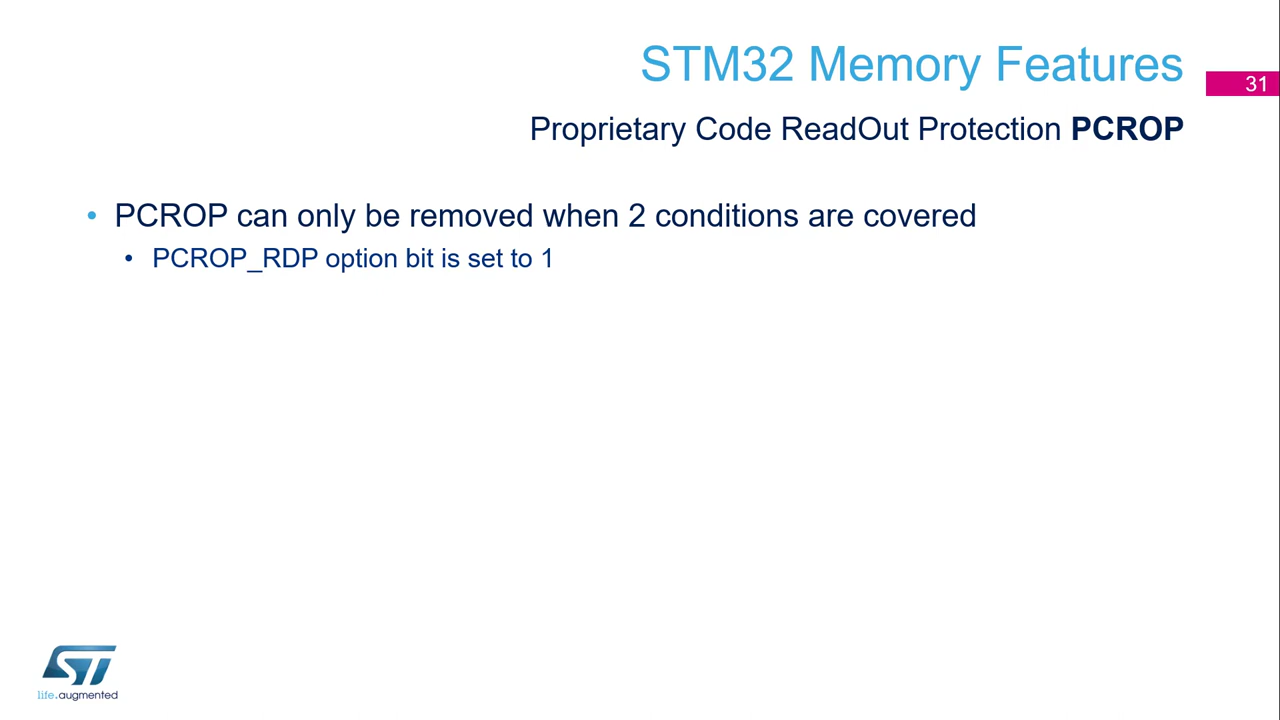 STM32 Memory Features
31
Proprietary Code ReadOut Protection PCROP
• PCROP can only be removed when 2 conditions are covered
• PCROP_RDP option bit is set to 1
ST
life.augmented